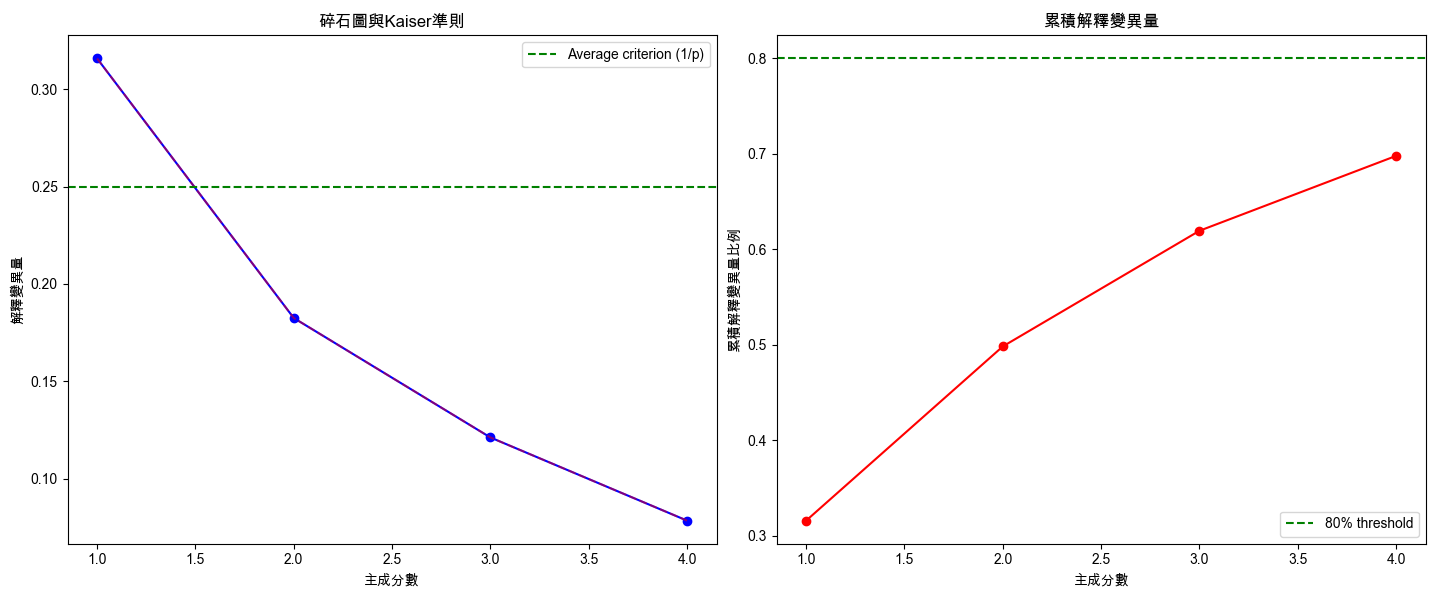 碎石圖與Kaiser準則
Average criterion (1/p)
0.30
0.25
0.20
0.15
0.10
解釋變異量
1.0 1.5 2.0 2.5 3.0 3.5 4.0
主成分數
累積解釋變異量
0.8
0.7
0.6
0.5
0.4
0.3
累積解釋變異量比例
80% threshold
1.0 1.5 2.0 2.5 3.0 3.5 4.0
主成分數